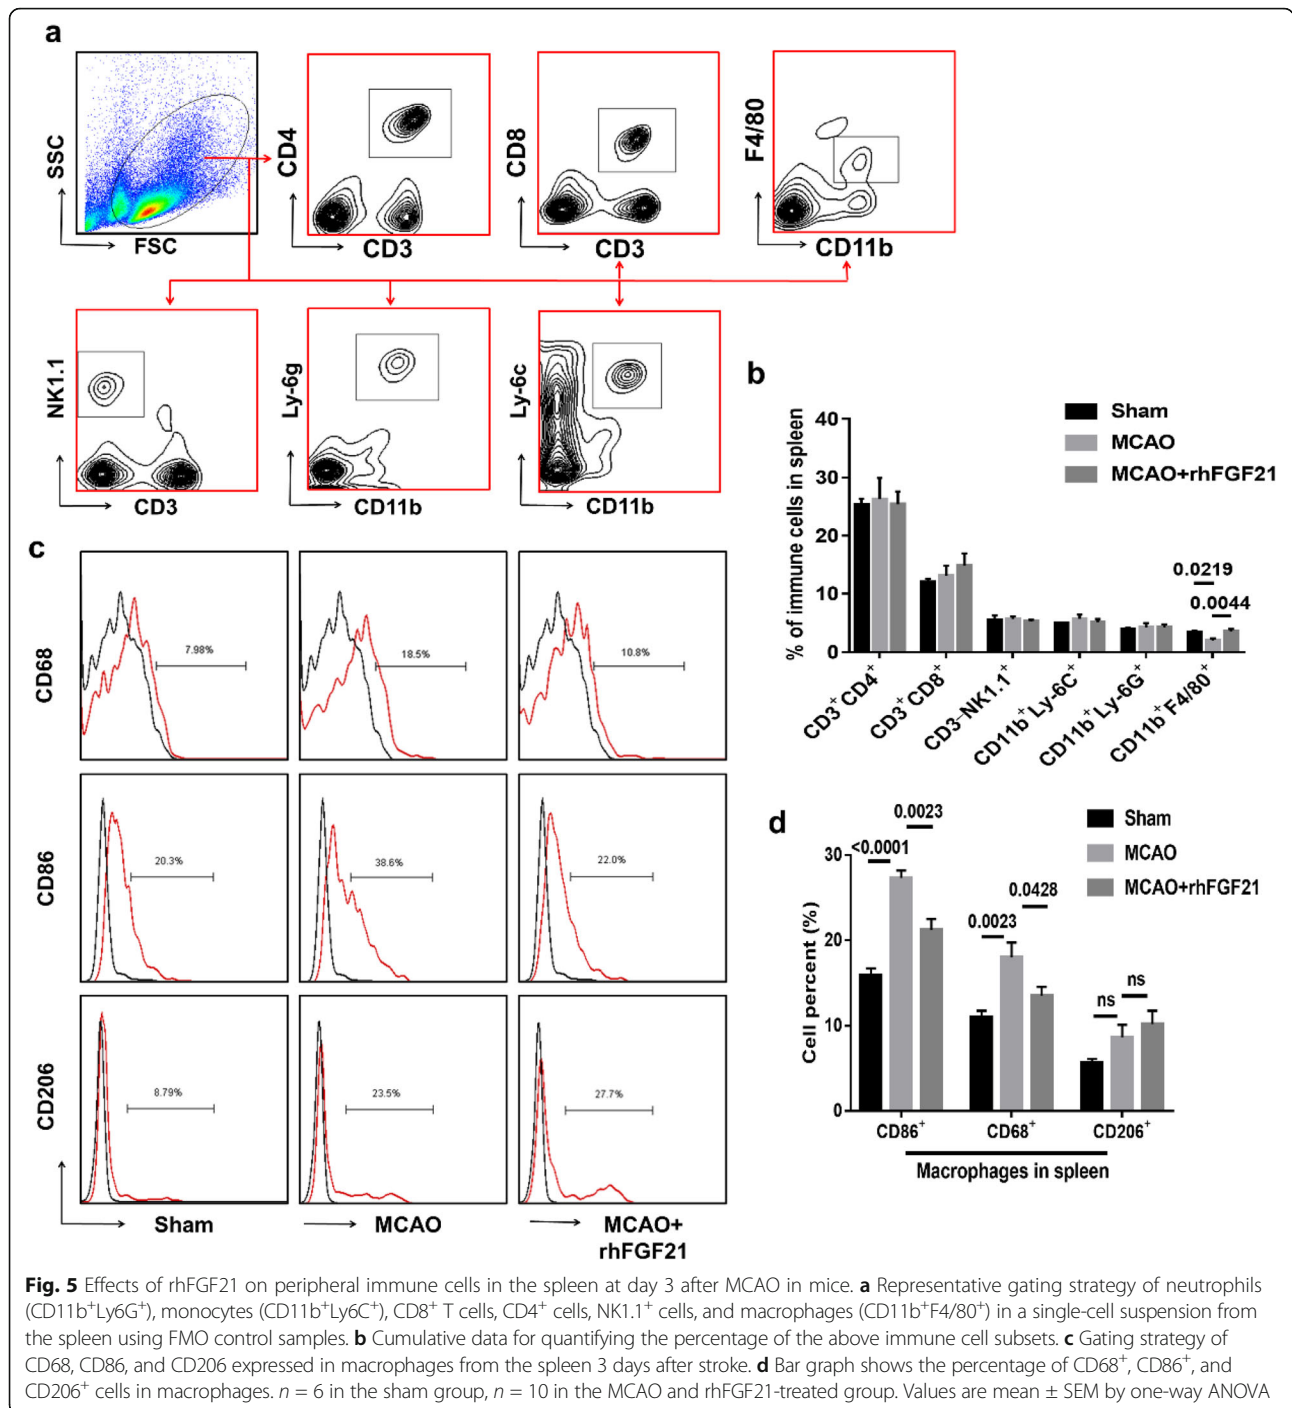 a
SSC
FSC
CD4
CD3
CD8
CD3
F4/80
CD11b
NK1.1
CD3
Ly-6g
CD11b
Ly-6c
CD11b
b
Sham
MCAO
MCAO+rhFGF21
% of immune cells in spleen
40
30
20
10
0
0.0219
0.0044
CD3⁺CD4⁺
CD3⁺CD8⁺
CD3⁻NK1.1⁺
CD11b⁺Ly-6C⁺
CD11b⁺Ly-6G⁺
CD11b⁺F4/80⁺
c
CD68
7.98%
18.5%
10.8%
CD86
20.3%
38.6%
22.0%
CD206
8.79%
23.5%
27.7%
Sham
MCAO
MCAO+
rhFGF21
d
Sham
MCAO
MCAO+rhFGF21
Cell percent (%)
30
20
10
0
<0.0001
0.0023
0.0023
0.0428
ns
ns
CD86⁺
CD68⁺
CD206⁺
Macrophages in spleen
Fig. 5 Effects of rhFGF21 on peripheral immune cells in the spleen at day 3 after MCAO in mice. a Representative gating strategy of neutrophils
(CD11b⁺Ly6G⁺), monocytes (CD11b⁺Ly6C⁺), CD8⁺ T cells, CD4⁺ cells, NK1.1⁺ cells, and macrophages (CD11b⁺F4/80⁺) in a single-cell suspension from
the spleen using FMO control samples. b Cumulative data for quantifying the percentage of the above immune cell subsets. c Gating strategy of
CD68, CD86, and CD206 expressed in macrophages from the spleen 3 days after stroke. d Bar graph shows the percentage of CD68⁺, CD86⁺, and
CD206⁺ cells in macrophages. n = 6 in the sham group, n = 10 in the MCAO and rhFGF21-treated group. Values are mean ± SEM by one-way ANOVA